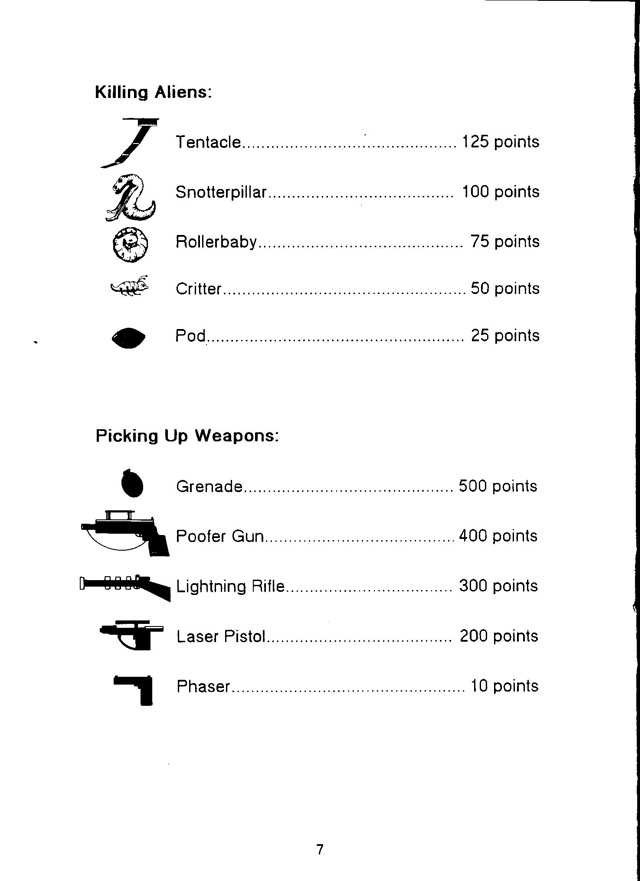 Killing Aliens:
Tentacle............................................. 125 points
Snotterpillar....................................... 100 points
Rollerbaby........................................... 75 points
Critter................................................... 50 points
Pod...................................................... 25 points
Picking Up Weapons:
Grenade............................................ 500 points
Poofer Gun........................................ 400 points
Lightning Rifle................................... 300 points
Laser Pistol....................................... 200 points
Phaser................................................. 10 points
7